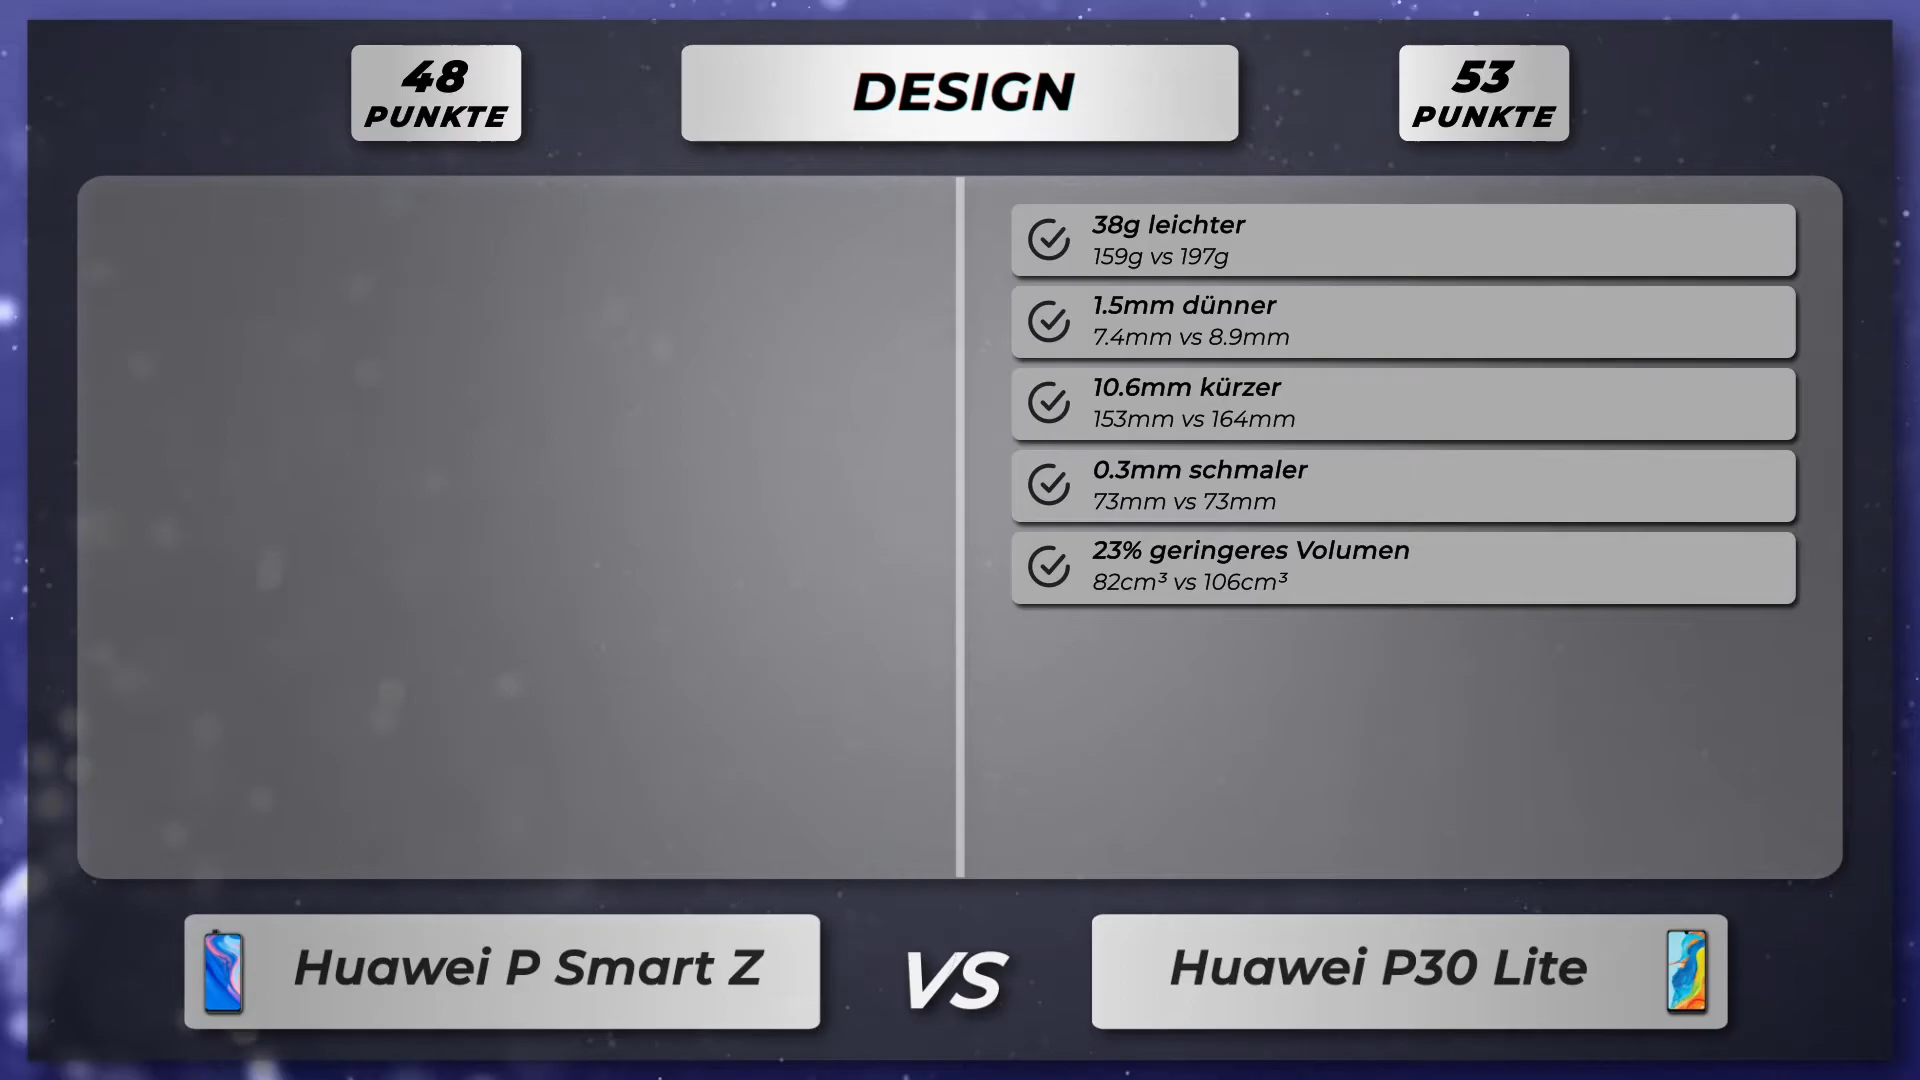 48
PUNKTE
DESIGN
53
PUNKTE
38g leichter
159g vs 197g
1.5mm dünner
7.4mm vs 8.9mm
10.6mm kürzer
153mm vs 164mm
0.3mm schmaler
73mm vs 73mm
23% geringeres Volumen
82cm³ vs 106cm³
Huawei P Smart Z
VS
Huawei P30 Lite